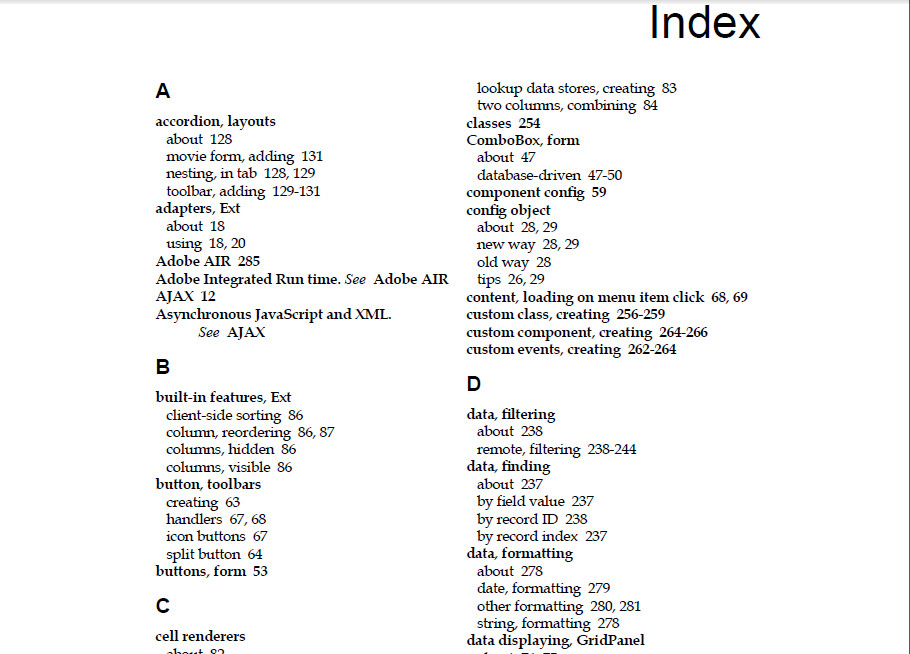 Index
A
accordion, layouts
about 128
movie form, adding 131
nesting, in tab 128, 129
toolbar, adding 129-131
adapters, Ext
about 18
using 18, 20
Adobe AIR 285
Adobe Integrated Run time. See Adobe AIR
AJAX 12
Asynchronous JavaScript and XML.
See AJAX
B
built-in features, Ext
client-side sorting 86
column, reordering 86, 87
columns, hidden 86
columns, visible 86
button, toolbars
creating 63
handlers 67, 68
icon buttons 67
split button 64
buttons, form 53
C
cell renderers
about 82
lookup data stores, creating 83
two columns, combining 84
classes 254
ComboBox, form
about 47
database-driven 47-50
component config 59
config object
about 28, 29
new way 28, 29
old way 28
tips 26, 29
content, loading on menu item click 68, 69
custom class, creating 256-259
custom component, creating 264-266
custom events, creating 262-264
D
data, filtering
about 238
remote, filtering 238-244
data, finding
about 237
by field value 237
by record ID 238
by record index 237
data, formatting
about 278
date, formatting 279
other formatting 280, 281
string, formatting 278
data displaying, GridPanel